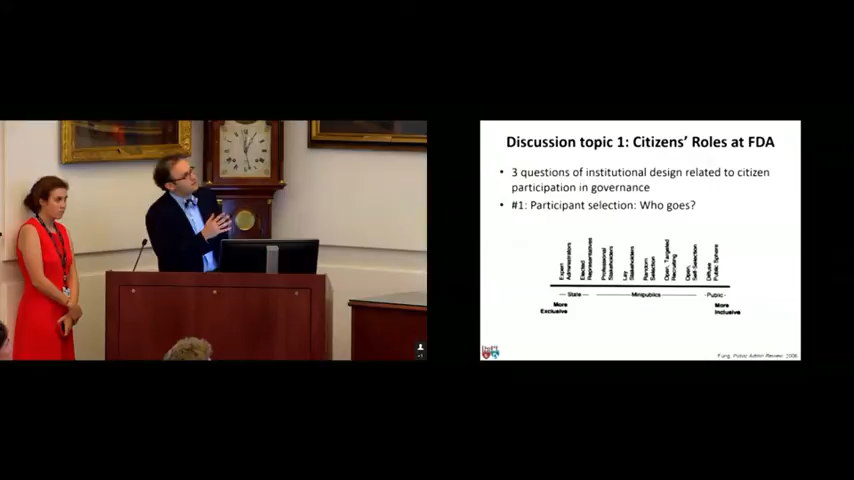 Discussion topic 1: Citizens' Roles at FDA
• 3 questions of institutional design related to citizen
participation in governance
• #1: Participant selection: Who goes?
Expert
Administrators
Elected
Representatives
Professional
Stakeholders
Lay
Stakeholders
Random
Selection
Open, Targeted
Recruiting
Open,
Self-Selection
Diffuse
Public Sphere
State
Minipublics
Public
More
Exclusive
More
Inclusive
Fung, Public Admin Review 2006